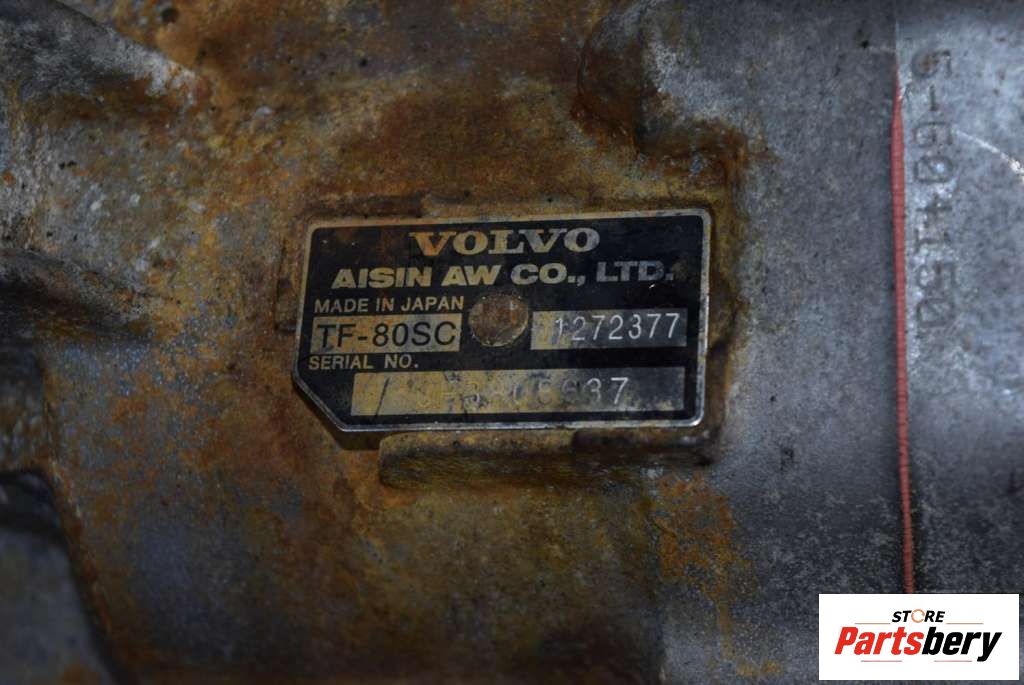 VOLVO
AISIN AW CO., LTD.
MADE IN JAPAN
TF-80SC 1272377
SERIAL NO.
STORE
Partsbery